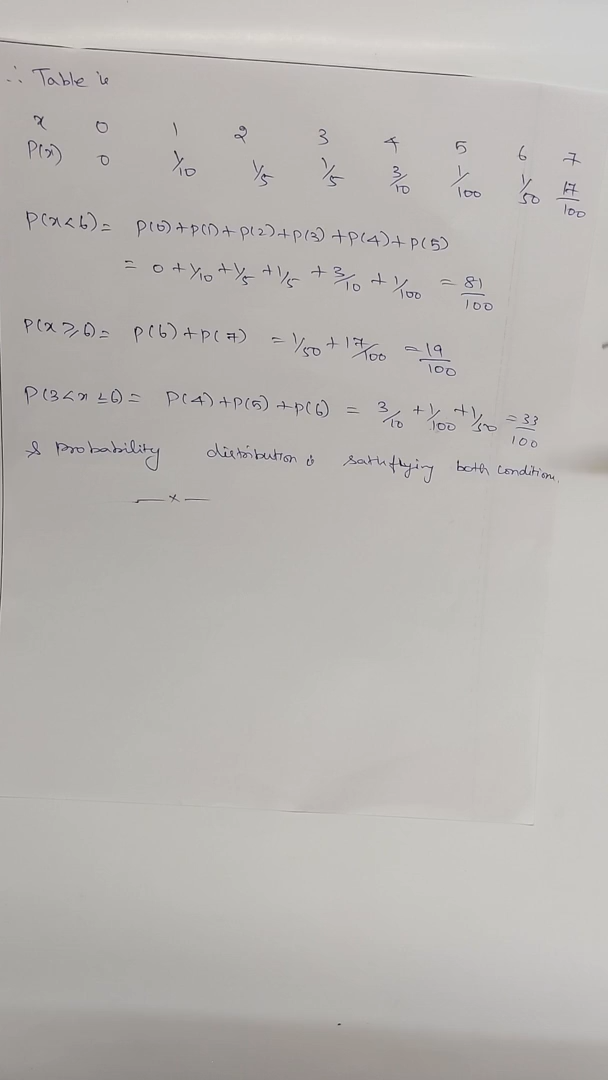 ∴ Table is
x 0 1 2 3 4 5 6 7
P(x) 0 1/10 1/5 1/5 3/10 1/100 1/50 17/100
P(x<6) = P(0)+P(1)+P(2)+P(3)+P(4)+P(5)
= 0 + 1/10 + 1/5 + 1/5 + 3/10 + 1/100 = 81/100
P(x⩾6) = P(6)+P(7) = 1/50 + 17/100 = 19/100
P(3<x≤6) = P(4)+P(5)+P(6) = 3/10 + 1/100 + 1/50 = 33/100
& probability distribution is satisfying both condition.
—x—